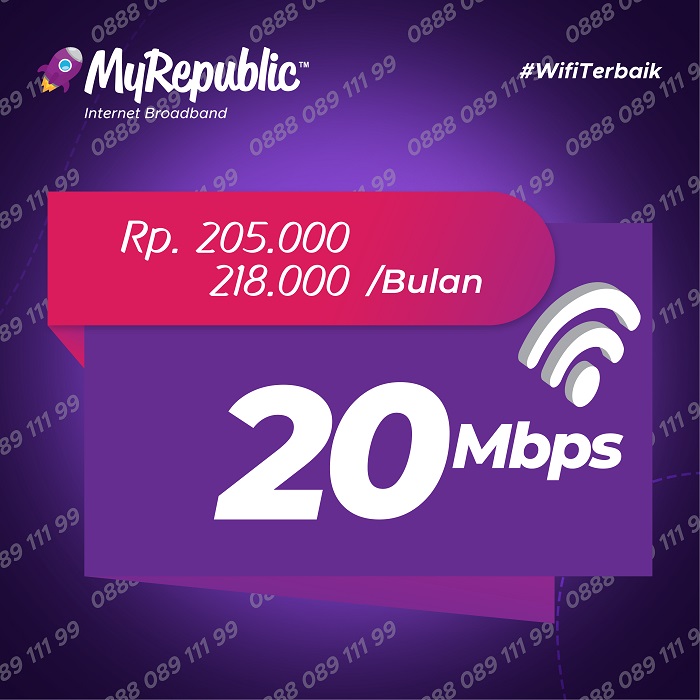 MyRepublic™
Internet Broadband
#WifiTerbaik
Rp. 205.000
218.000 /Bulan
20 Mbps
0888 089 111 99